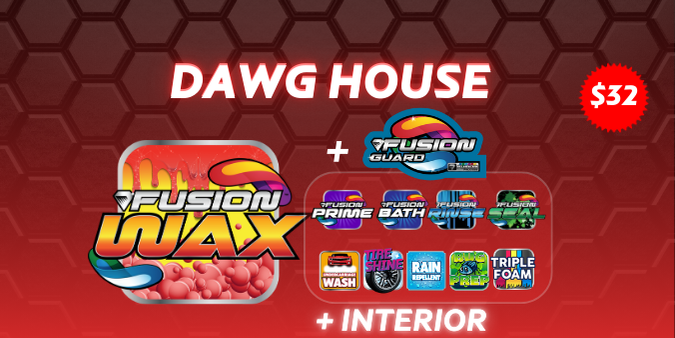 DAWG HOUSE
$32
+
FUSION
GUARD
FUSION
WAX
FUSION
PRIME
FUSION
BATH
FUSION
RINSE
FUSION
SEAL
WASH
TIRE
SHINE
RAIN
REPELLENT
BUG
PREP
TRIPLE
FOAM
+ INTERIOR